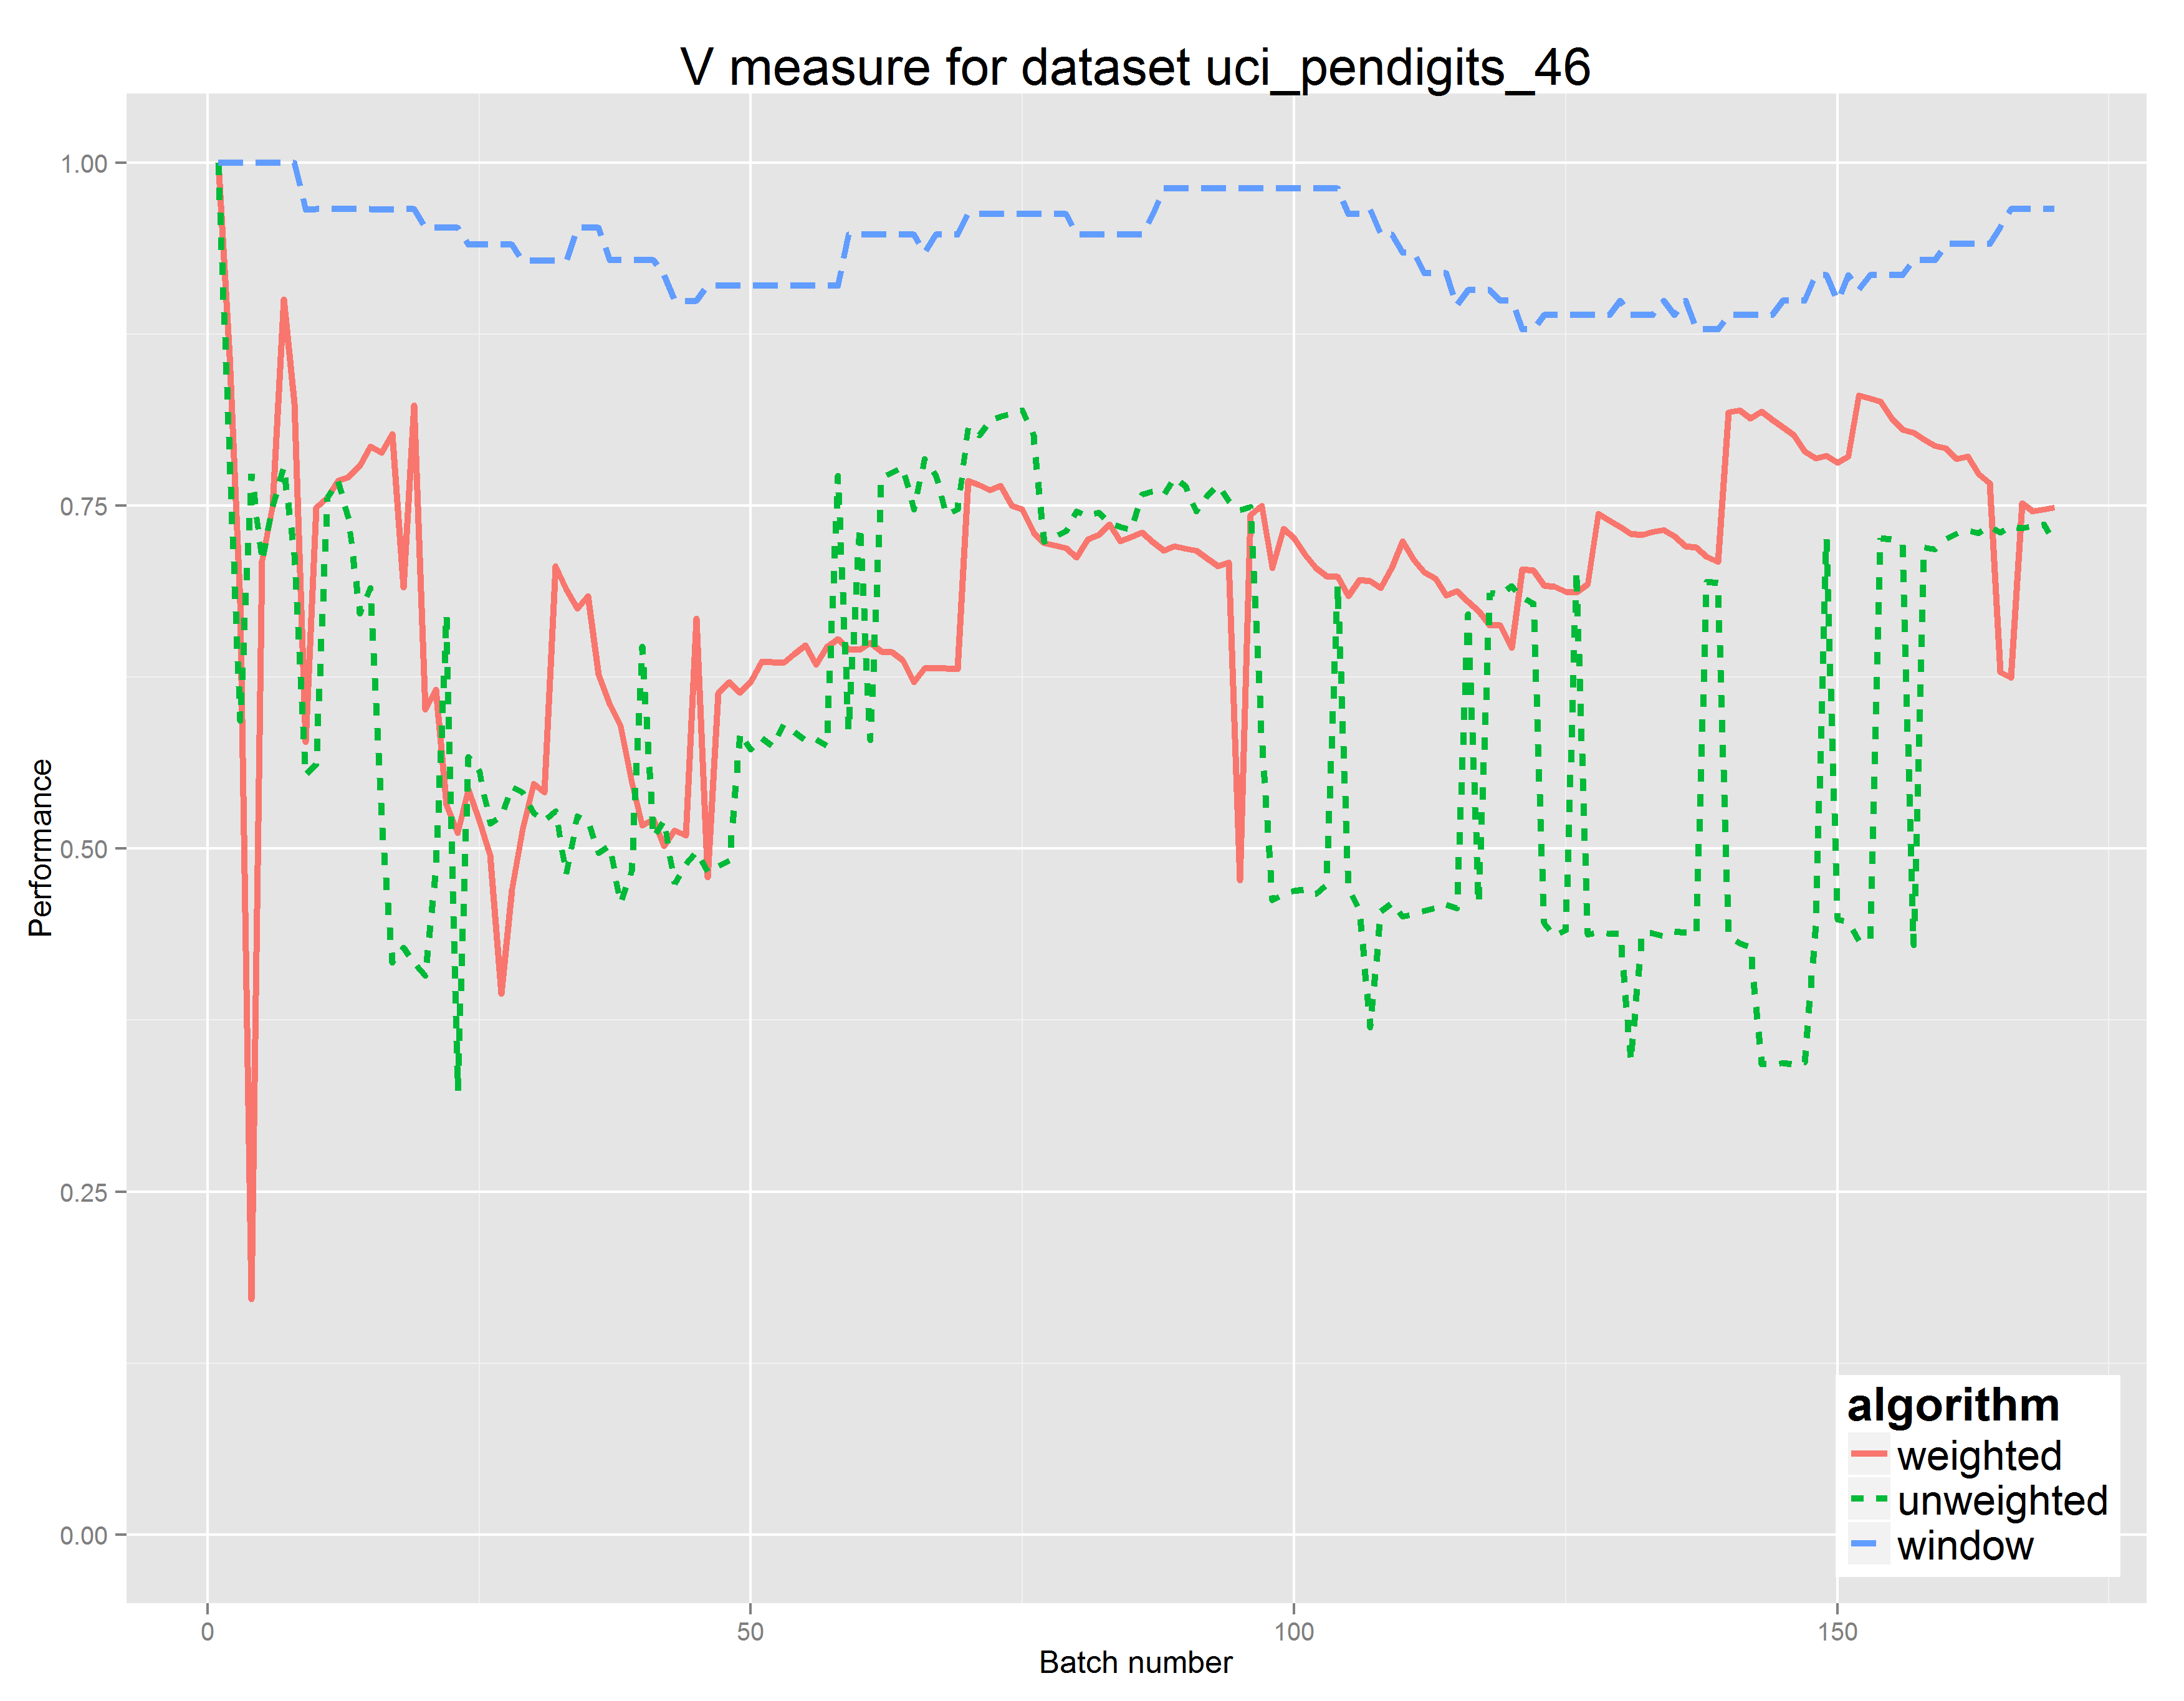 V measure for dataset uci_pendigits_46
1.00
0.75
0.50
0.25
0.00
Performance
0
50
100
150
Batch number
algorithm
weighted
unweighted
window